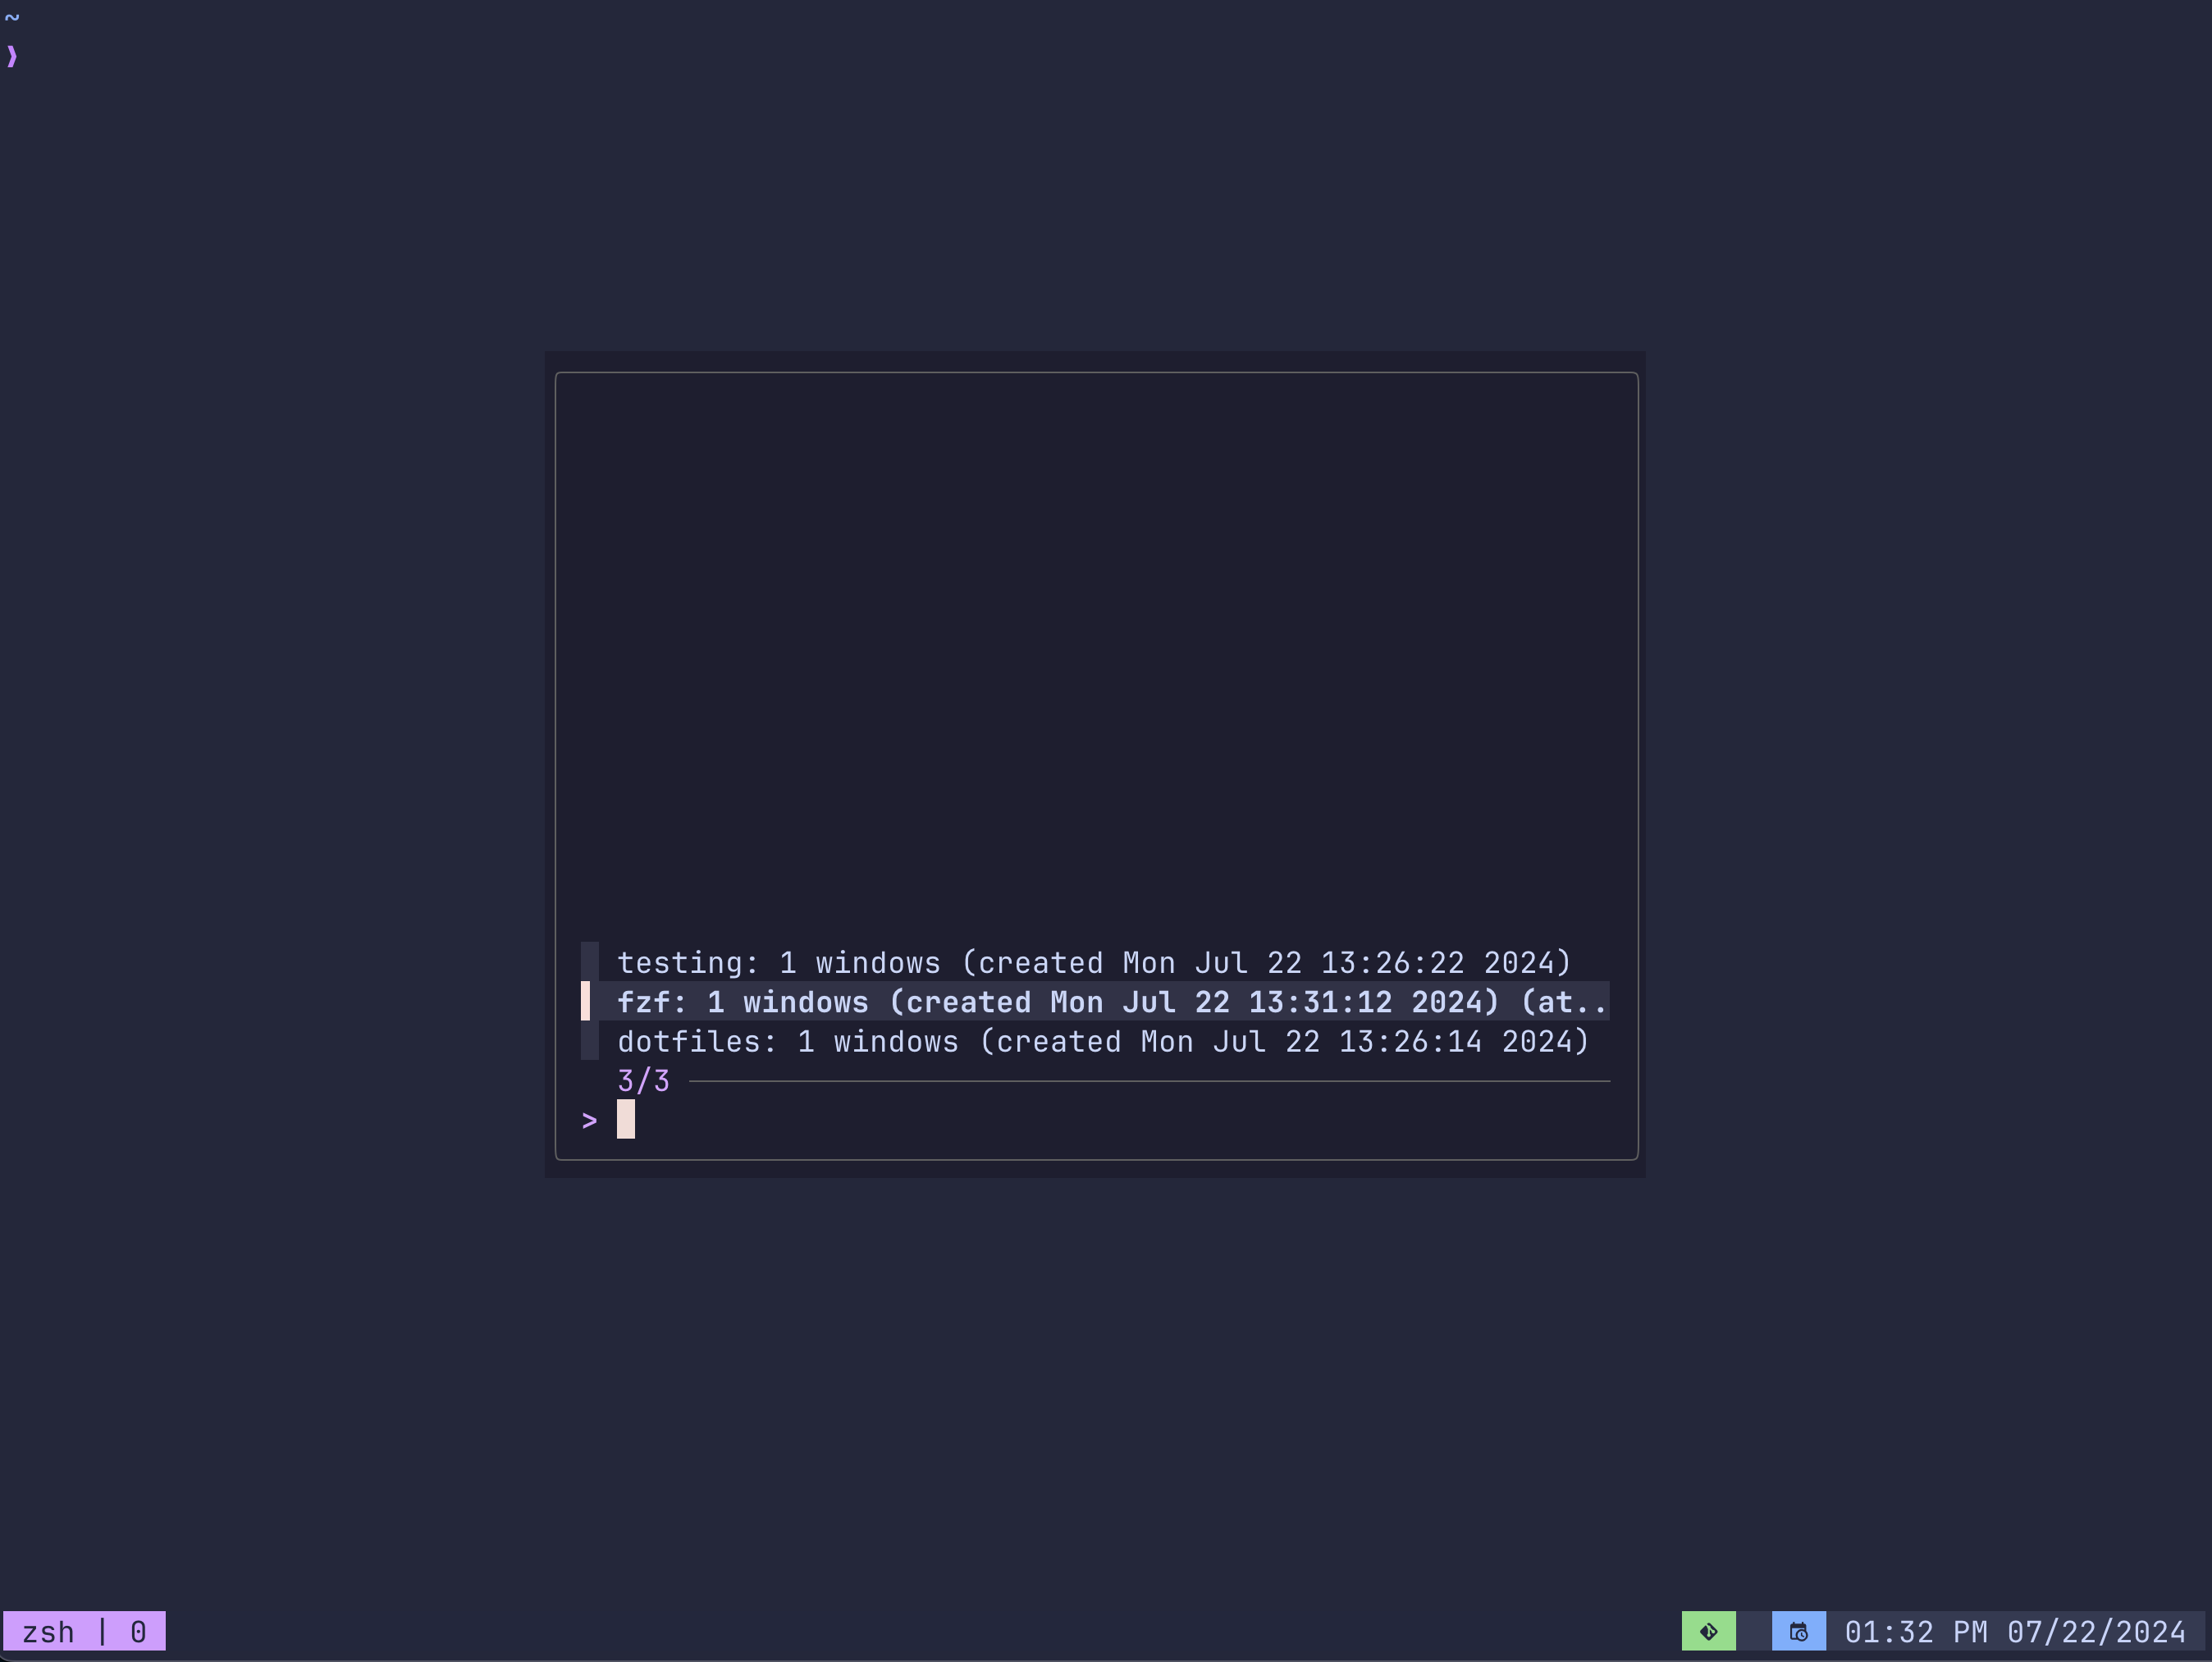 ~
❯
testing: 1 windows (created Mon Jul 22 13:26:22 2024)
fzf: 1 windows (created Mon Jul 22 13:31:12 2024) (at..
dotfiles: 1 windows (created Mon Jul 22 13:26:14 2024)
3/3
>
zsh | 0 01:32 PM 07/22/2024